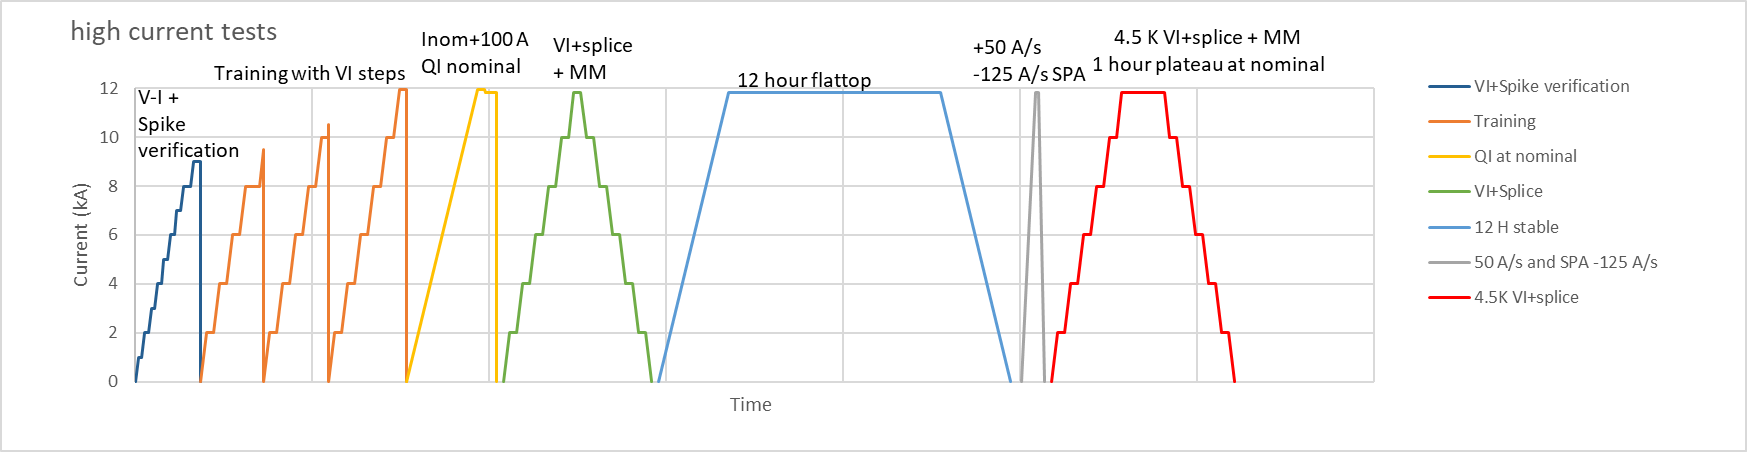 high current tests
Inom+100 A
QI nominal
VI+splice
+ MM
+50 A/s
-125 A/s SPA
4.5 K VI+splice + MM
1 hour plateau at nominal
Training with VI steps
12 hour flattop
V-I +
Spike
verification
12
10
8
6
4
2
0
Current (kA)
Time
VI+Spike verification
Training
QI at nominal
VI+Splice
12 H stable
50 A/s and SPA -125 A/s
4.5K VI+splice